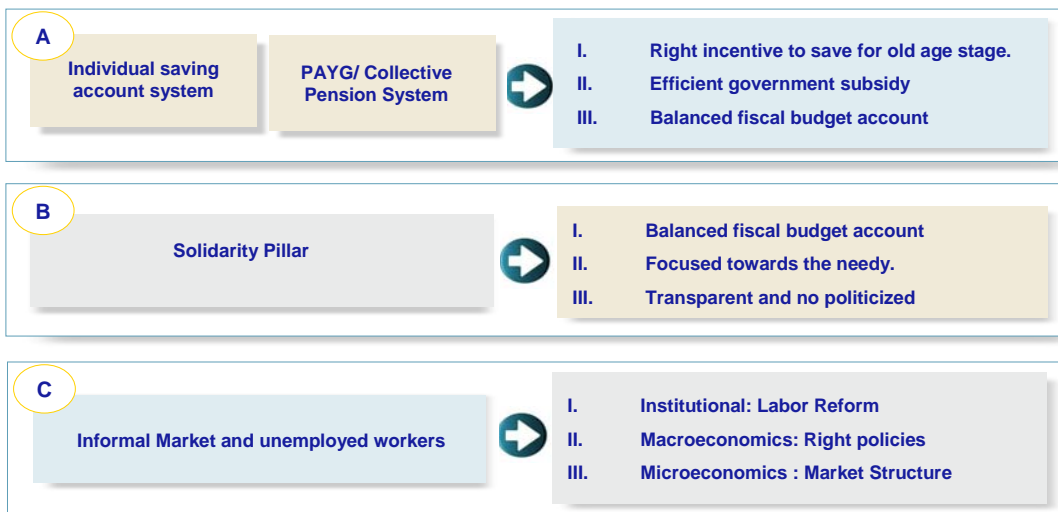 A
Individual saving
account system
PAYG/ Collective
Pension System
I. Right incentive to save for old age stage.
II. Efficient government subsidy
III. Balanced fiscal budget account
B
Solidarity Pillar
I. Balanced fiscal budget account
II. Focused towards the needy.
III. Transparent and no politicized
C
Informal Market and unemployed workers
I. Institutional: Labor Reform
II. Macroeconomics: Right policies
III. Microeconomics : Market Structure